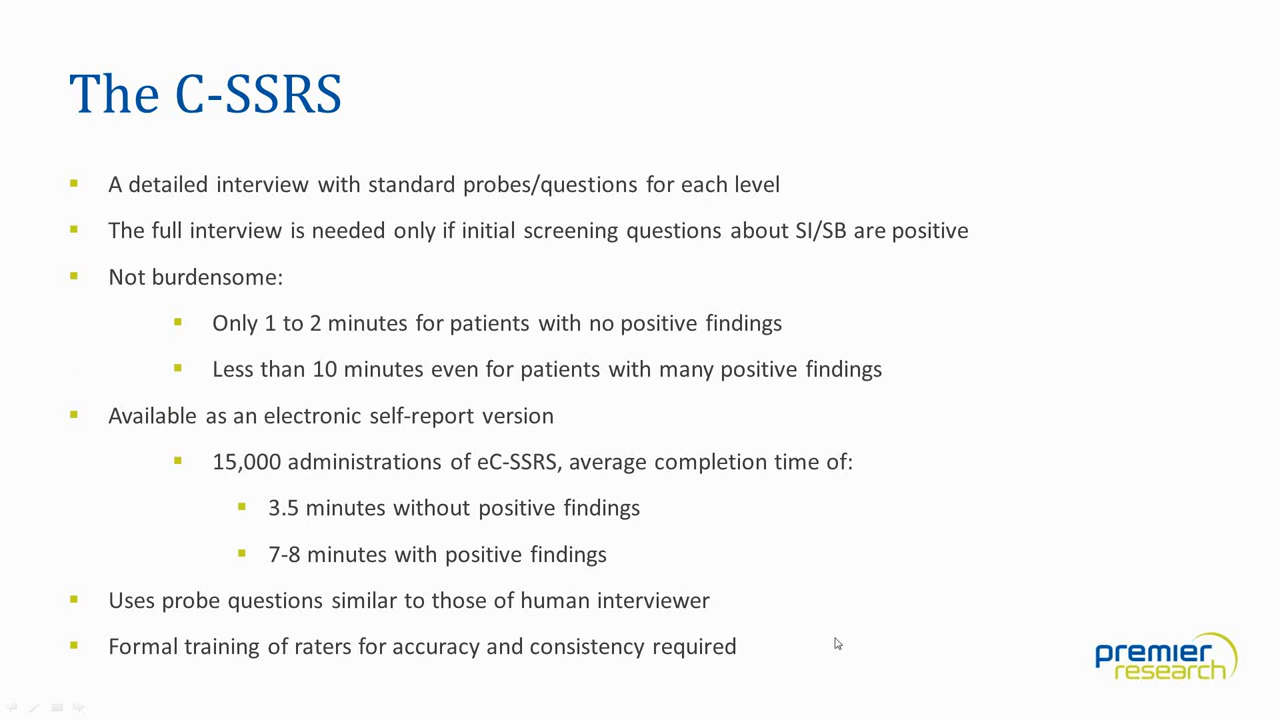 The C-SSRS
A detailed interview with standard probes/questions for each level
The full interview is needed only if initial screening questions about SI/SB are positive
Not burdensome:
Only 1 to 2 minutes for patients with no positive findings
Less than 10 minutes even for patients with many positive findings
Available as an electronic self-report version
15,000 administrations of eC-SSRS, average completion time of:
3.5 minutes without positive findings
7-8 minutes with positive findings
Uses probe questions similar to those of human interviewer
Formal training of raters for accuracy and consistency required
premier
research